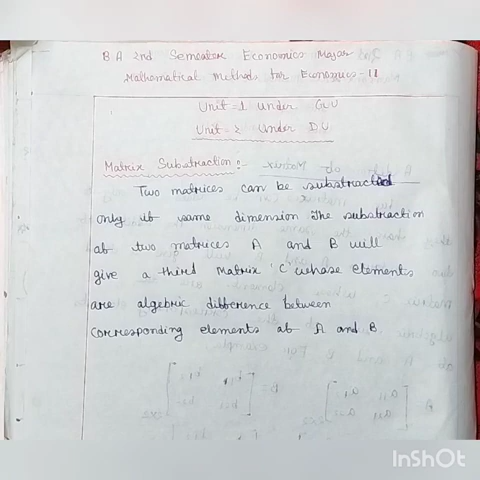 BA 2nd Semester Economics Major
Mathematical Methods for Economics-II
Unit=1 Under G.U
Unit=2 Under D.U
Matrix Substraction:-
Two matrices can be substracted
only if same dimension The substraction
of two matrices A and B will
give a third Matrix 'C' whose elements
are algebric difference between
corresponding elements of A and B
InShOt